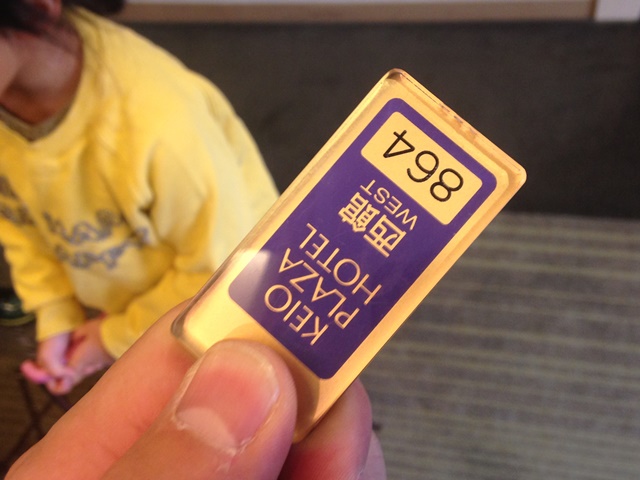 KEIO
PLAZA
HOTEL
西館
WEST
864